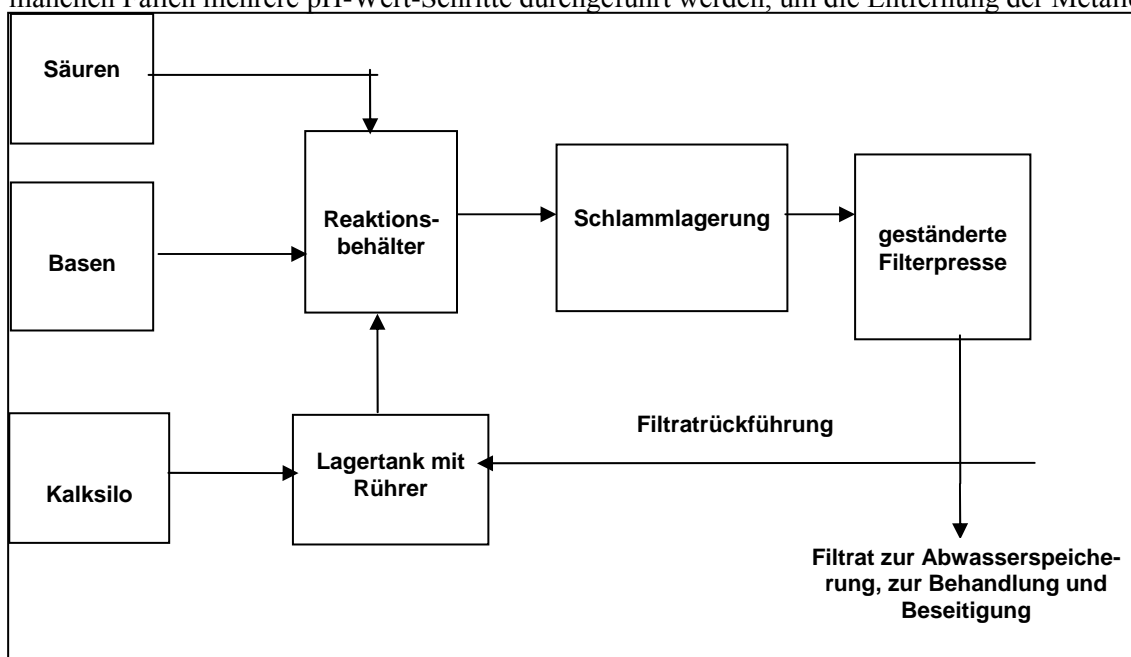 manchen Fällen mehrere pH-Wert-Schritte durchgeführt werden, um die Entfernung der Metalle
Säuren
Basen
Reaktions-
behälter
Schlammlagerung
geständerte
Filterpresse
Kalksilo
Lagertank mit
Rührer
Filtratrückführung
Filtrat zur Abwasserspeiche-
rung, zur Behandlung und
Beseitigung